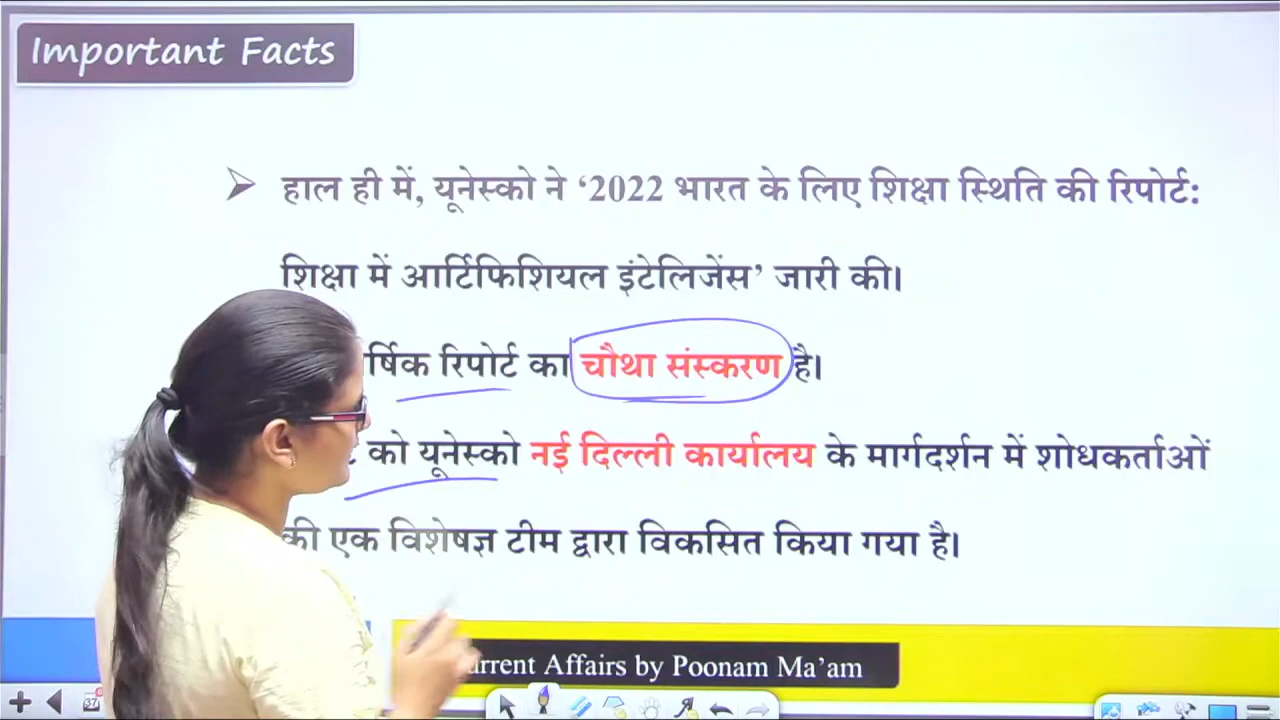 Important Facts
➢ हाल ही में, यूनेस्को ने ‘2022 भारत के लिए शिक्षा स्थिति की रिपोर्ट:
शिक्षा में आर्टिफिशियल इंटेलिजेंस’ जारी की।
रिपोर्ट का चौथा संस्करण है।
को यूनेस्को नई दिल्ली कार्यालय के मार्गदर्शन में शोधकर्ताओं
की एक विशेषज्ञ टीम द्वारा विकसित किया गया है।
Affairs by Poonam Ma’am
37